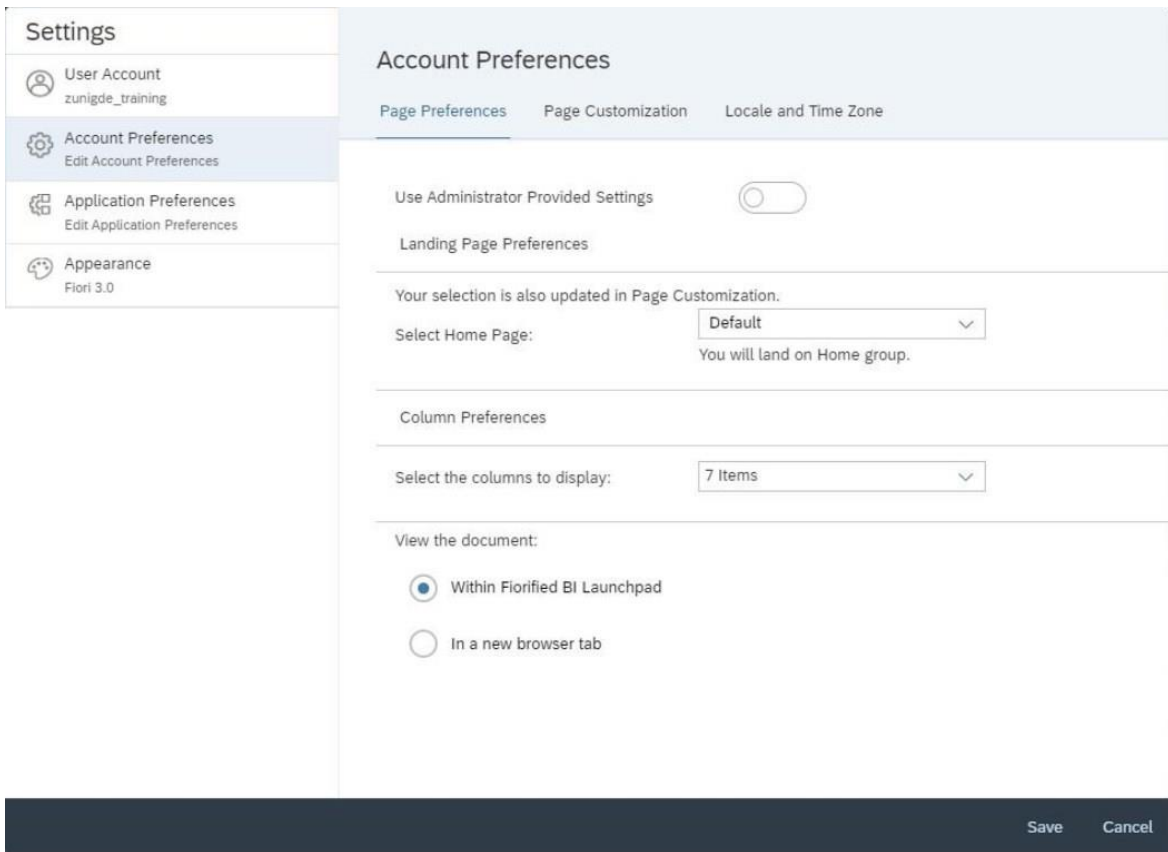 Settings
User Account
zunigde_training
Account Preferences
Edit Account Preferences
Application Preferences
Edit Application Preferences
Appearance
Fiori 3.0
Account Preferences
Page Preferences Page Customization Locale and Time Zone
Use Administrator Provided Settings
Landing Page Preferences
Your selection is also updated in Page Customization.
Select Home Page: Default
You will land on Home group.
Column Preferences
Select the columns to display: 7 Items
View the document:
Within Fiorified BI Launchpad
In a new browser tab
Save Cancel